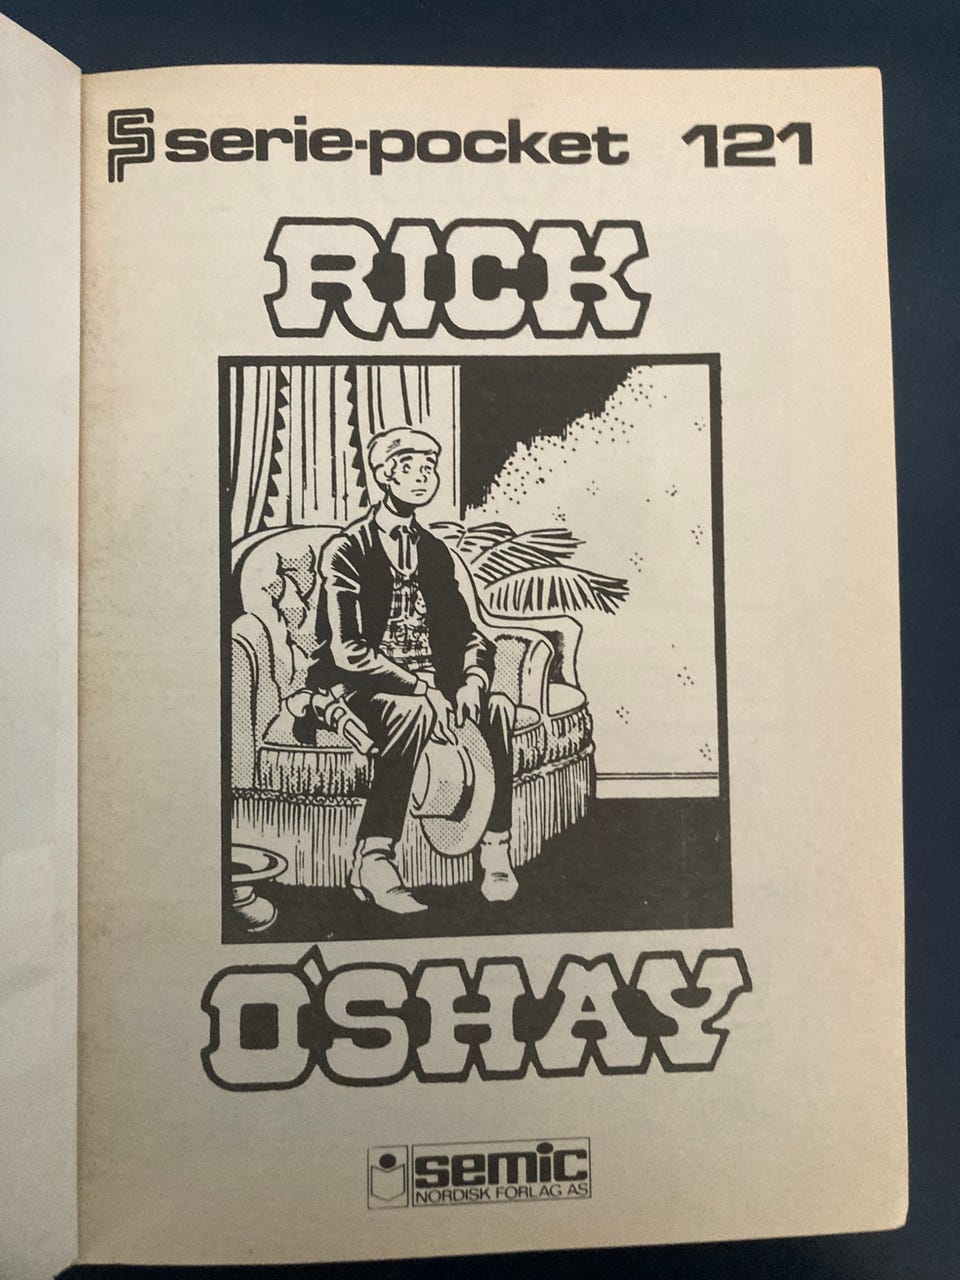 serie-pocket 121
RICK
O'SHAY
semic
NORDISK FORLAG AS